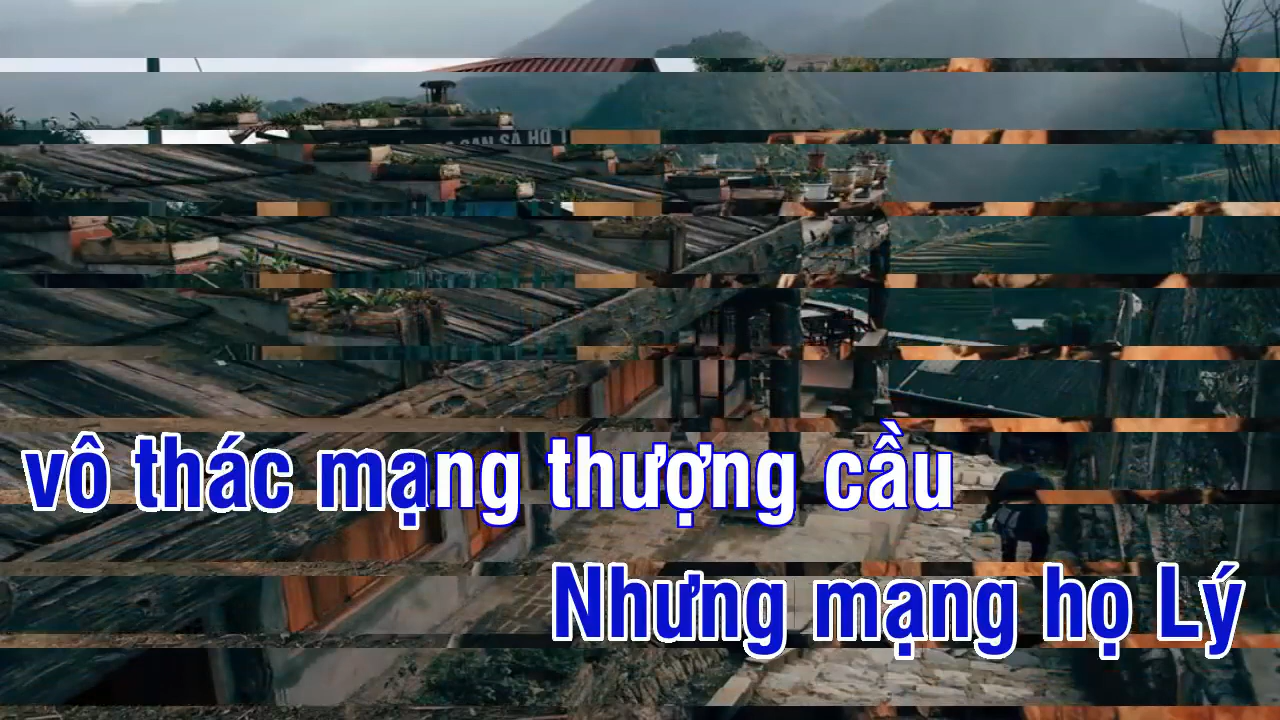 vô thác mạng thượng cầu
Nhưng mạng họ Lý